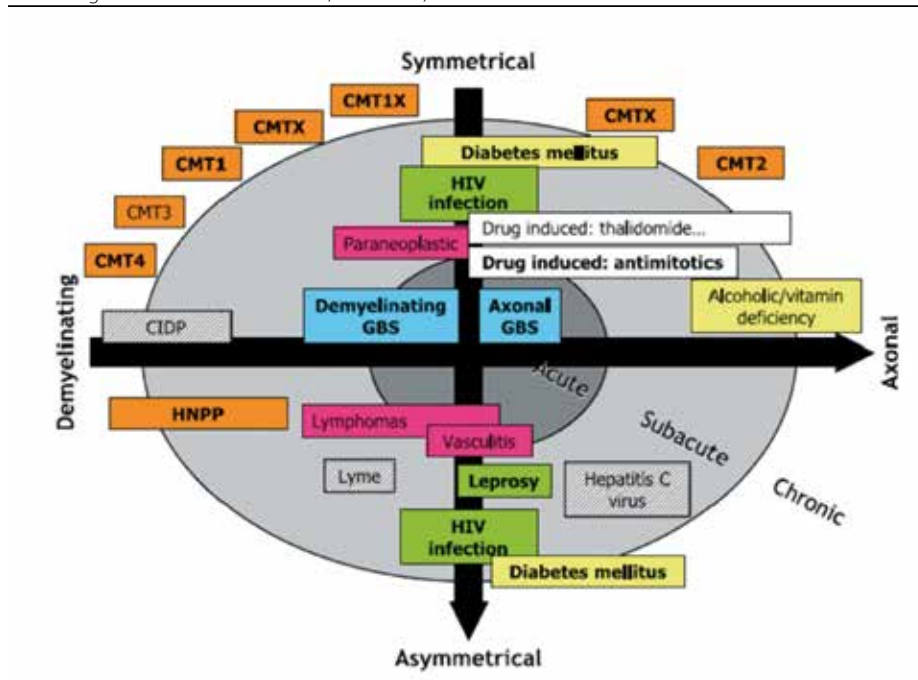 Symmetrical
CMT1X
CMTX
CMTX
Diabetes mellitus
CMT1
CMT2
HIV
infection
CMT3
Drug induced: thalidomide...
Paraneoplastic
CMT4
Drug induced: antimitotics
Demyelinating
GBS
Axonal
GBS
Alcoholic/vitamin
deficiency
CIDP
Demyelinating
Axonal
Acute
HNPP
Lymphomas
Subacute
Vasculitis
Lyme
Leprosy
Hepatitis C
virus
Chronic
HIV
infection
Diabetes mellitus
Asymmetrical